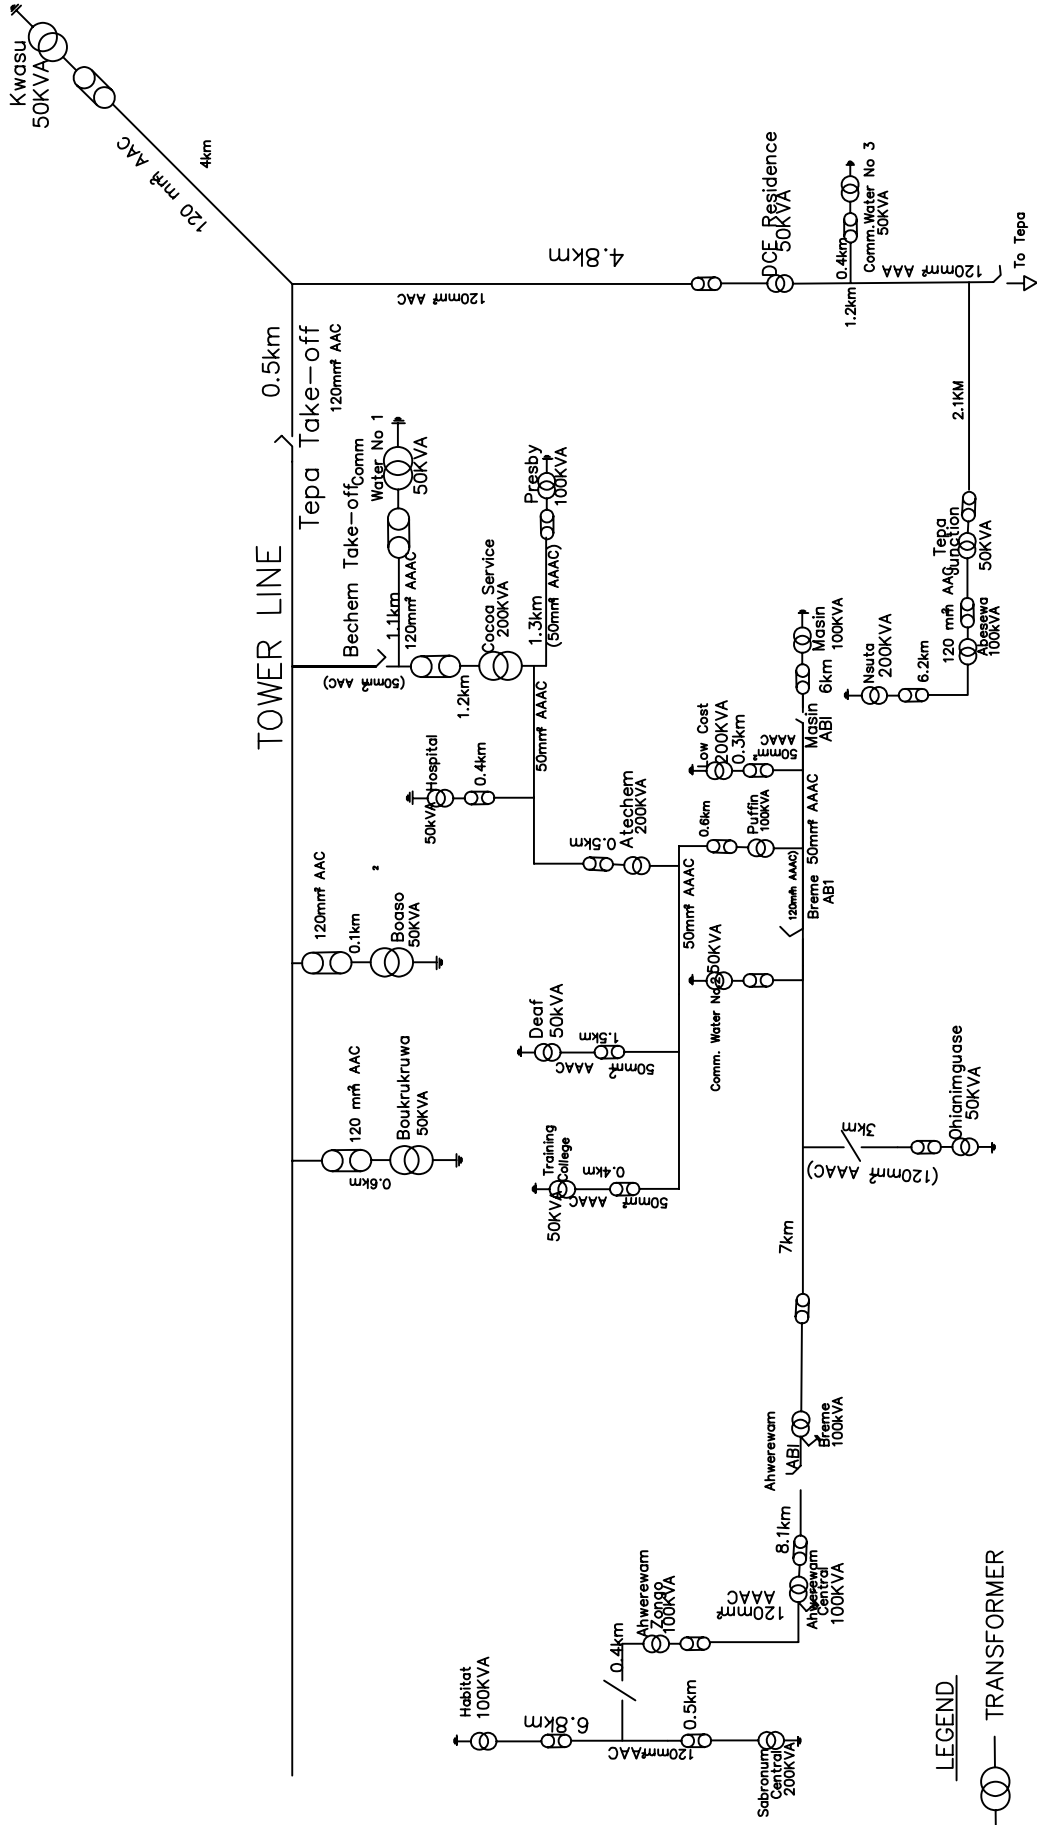 Kwasu
50KVA
120 mm² AAC
4km
4.8km
120mm² AAC
DCE Residence
50KVA
0.4km
Comm.Water No 3
50KVA
1.2km
120mm² AAA
To Tepa
0.5km
Tepa Take-off
120mm² AAC
TOWER LINE
Bechem Take-off
Comm
Water No 1
50KVA
1.1km
120mm² AAAC
(50mm² AAC)
1.2km
Cocoa Service
200KVA
Presby
100KVA
1.3km
(50mm² AAAC)
50mm² AAAC
Hospital
50kVA
0.4km
0.5km
Atechem
200KVA
50mm² AAAC
2.1KM
Tepa
Junction
50KVA
120 mm² AAC
Abesewa
100kVA
6.2km
Nsuta
200KVA
Masin
100KVA
6km
Masin
ABI
Low Cost
200KVA
0.3km
50mm²
AAAC
0.6km
Puffin
100KVA
50mm² AAAC
(120mm² AAAC)
Breme
AB1
120mm² AAC
0.1km
Boaso
50KVA
2
120 mm² AAC
Boukrukruwa
50KVA
0.6km
Deaf
50kVA
1.5km
50mm² AAAC
Training
College
50KVA
0.4km
50mm² AAAC
Comm. Water No.2
50KVA
Ohianimguase
50KVA
3km
(120mm² AAAC)
7km
Breme
100kVA
Ahwerewam
ABI
8.1km
Ahwerewam
Central
100KVA
120mm²
AAAC
Ahwerewam
Zongo
100KVA
0.4km
Habitat
100KVA
6.8km
120mm²AAAC
0.5km
Sabronum
Central
200KVA
LEGEND
TRANSFORMER